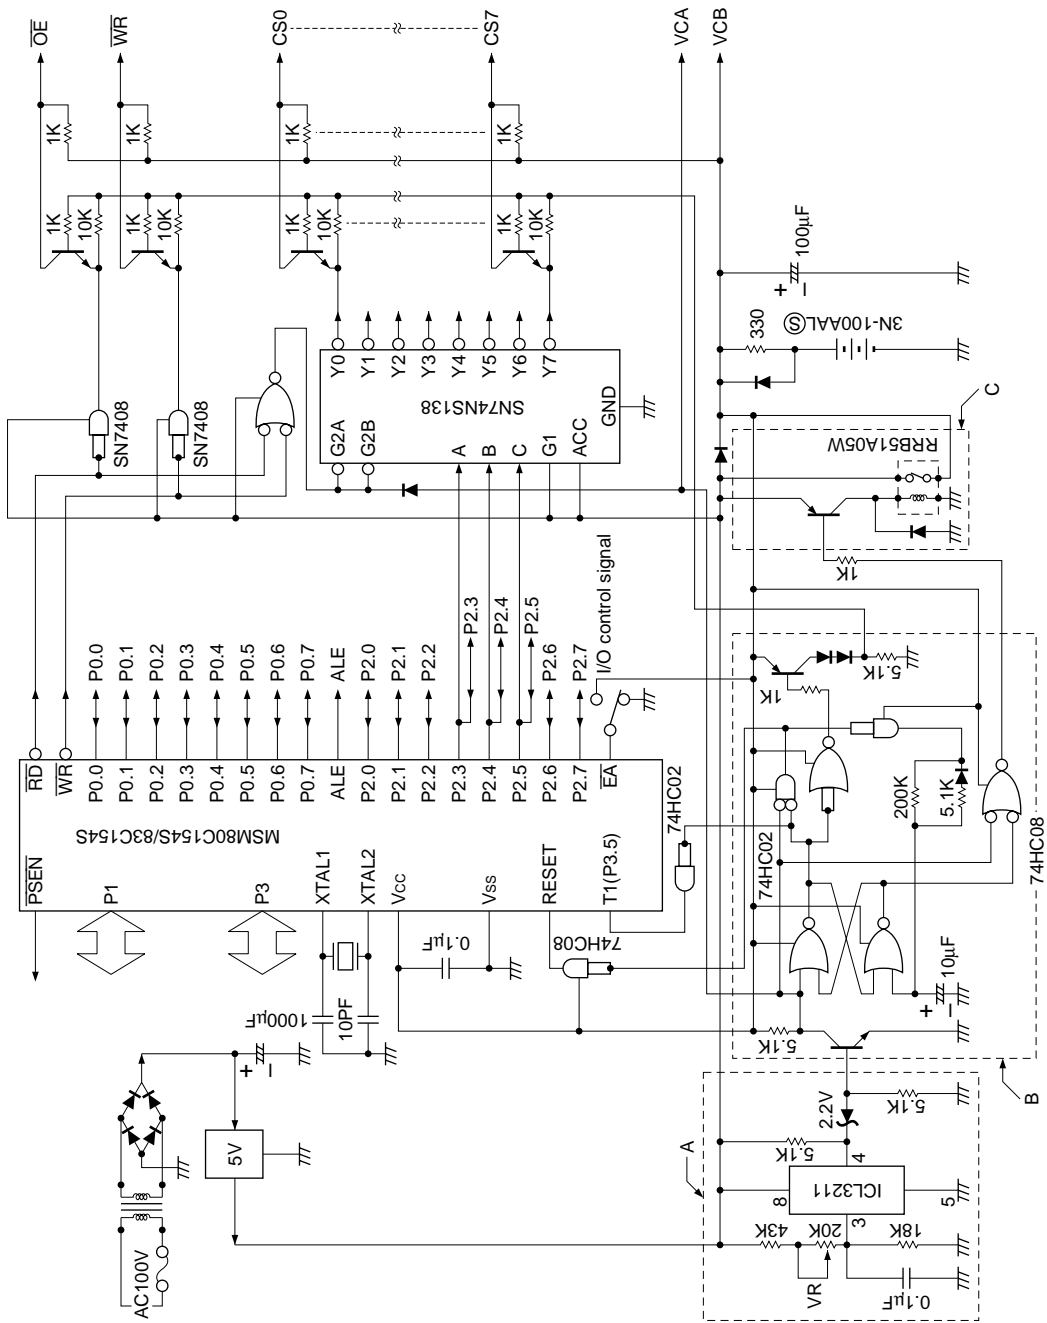 OE
WR
CS0
CS7
VCA
VCB
1K
1K
1K
1K
1K
10K
1K
10K
1K
10K
1K
10K
SN7408
SN7408
Y0
Y1
Y2
Y3
Y4
Y5
Y6
Y7
SN74NS138
G2A
G2B
A
B
C
G1
ACC
GND
100µF
+
−
330
3N-100AAL Ⓢ
C
RRB51A05W
1K
I/O control signal
P2.3
P2.4
P2.5
P0.0
P0.1
P0.2
P0.3
P0.4
P0.5
P0.6
P0.7
ALE
P2.0
P2.1
P2.2
P2.6
P2.7
RD
WR
P0.0
P0.1
P0.2
P0.3
P0.4
P0.5
P0.6
P0.7
ALE
P2.0
P2.1
P2.2
P2.3
P2.4
P2.5
P2.6
P2.7
EA
MSM80C154S/83C154S
PSEN
P1
P3
XTAL1
XTAL2
VCC
VSS
RESET
T1(P3.5)
74HC02
1K
5.1K
74HC02
200K
5.1K
74HC08
0.1µF
74HC08
1000µF
10PF
5.1K
+
−
10µF
B
AC100V
+
−
5V
A
5.1K
2.2V
5.1K
8
4
ICL3211
3
5
43K
20K
18K
VR
0.1µF